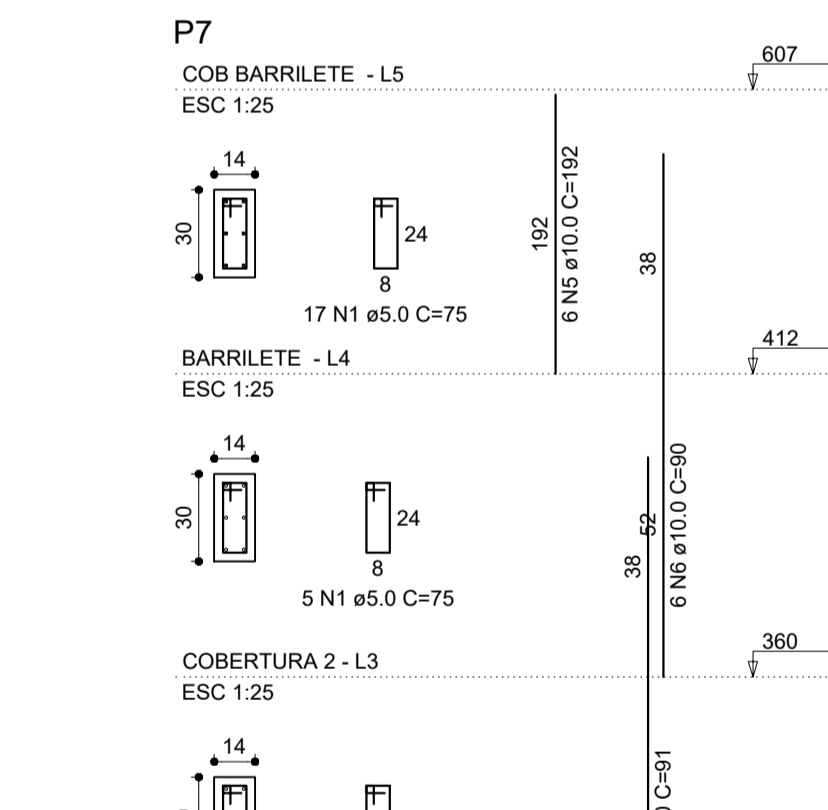 P7
COB BARRILETE - L5
607
ESC 1:25
14
30
24
8
17 N1 ø5.0 C=75
192
6 N5 ø10.0 C=192
38
BARRILETE - L4
412
ESC 1:25
14
30
24
8
5 N1 ø5.0 C=75
38
52
6 N6 ø10.0 C=90
COBERTURA 2 - L3
360
ESC 1:25
14
C=91